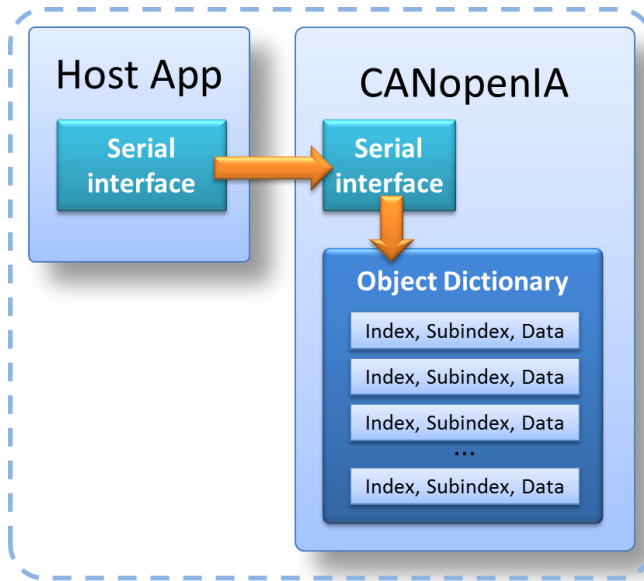 Host App
Serial
interface
CANopenIA
Serial
interface
Object Dictionary
Index, Subindex, Data
Index, Subindex, Data
Index, Subindex, Data
...
Index, Subindex, Data